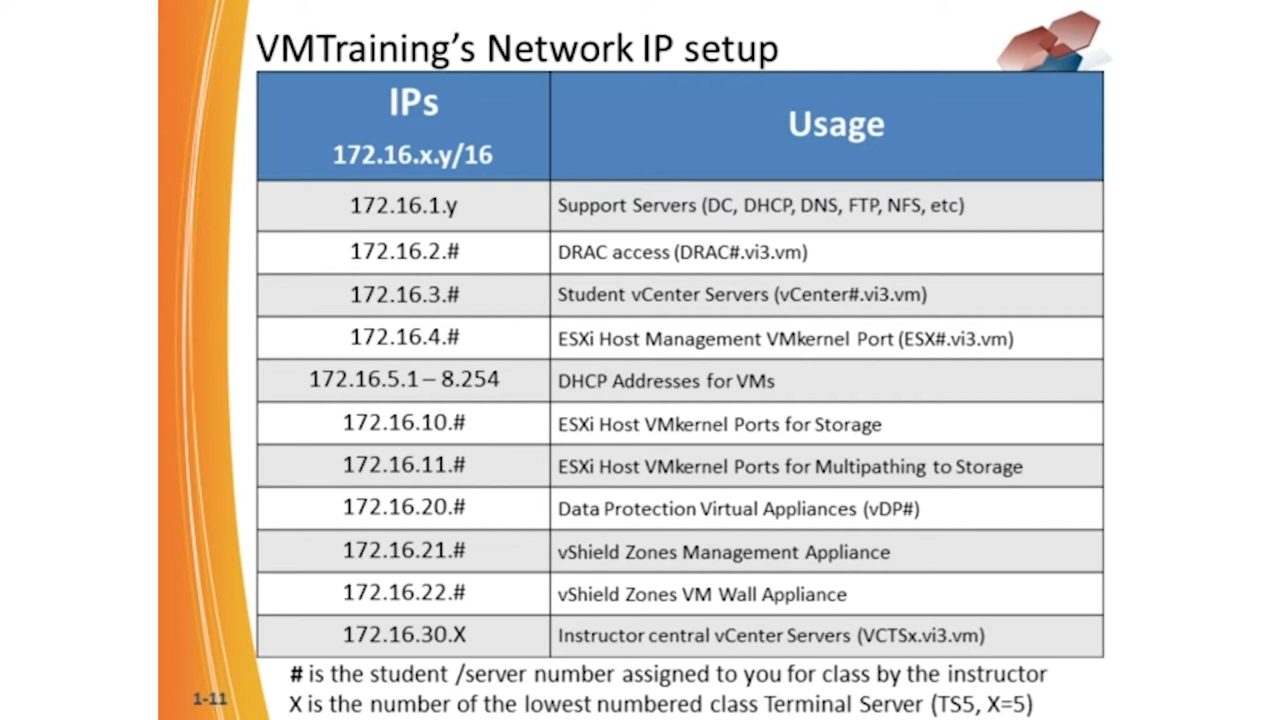 VMTraining's Network IP setup
IPs
172.16.x.y/16
Usage
172.16.1.y
Support Servers (DC, DHCP, DNS, FTP, NFS, etc)
172.16.2.#
DRAC access (DRAC#.vi3.vm)
172.16.3.#
Student vCenter Servers (vCenter#.vi3.vm)
172.16.4.#
ESXi Host Management VMkernel Port (ESX#.vi3.vm)
172.16.5.1 – 8.254
DHCP Addresses for VMs
172.16.10.#
ESXi Host VMkernel Ports for Storage
172.16.11.#
ESXi Host VMkernel Ports for Multipathing to Storage
172.16.20.#
Data Protection Virtual Appliances (vDP#)
172.16.21.#
vShield Zones Management Appliance
172.16.22.#
vShield Zones VM Wall Appliance
172.16.30.X
Instructor central vCenter Servers (VCTSx.vi3.vm)
# is the student /server number assigned to you for class by the instructor
X is the number of the lowest numbered class Terminal Server (TS5, X=5)
1-11